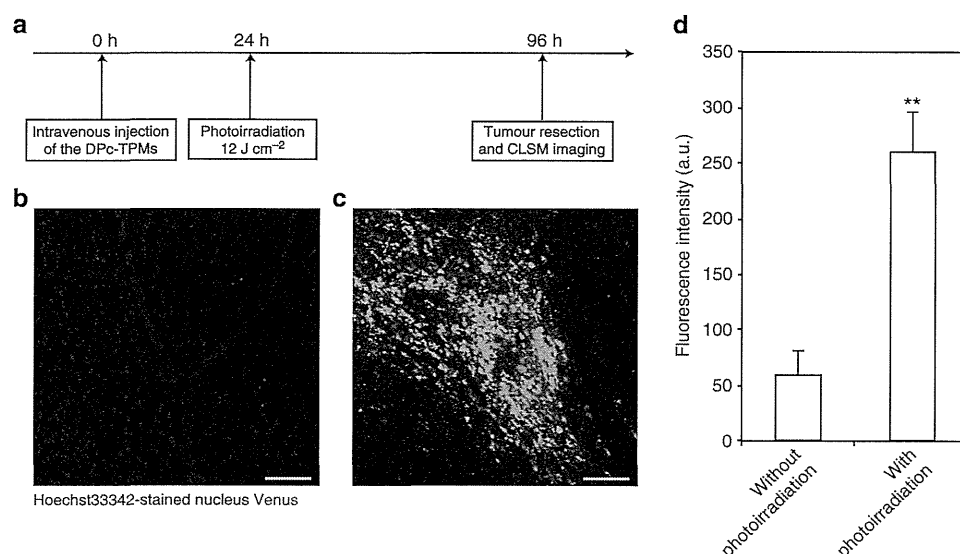 a
0 h 24 h 96 h
Intravenous injection
of the DPc-TPMs
Photoirradiation
12 J cm⁻²
Tumour resection
and CLSM imaging
b
c
Hoechst33342-stained nucleus Venus
d
Fluorescence intensity (a.u.)
350
300
250
200
150
100
50
0
**
Without
photoirradiation
With
photoirradiation